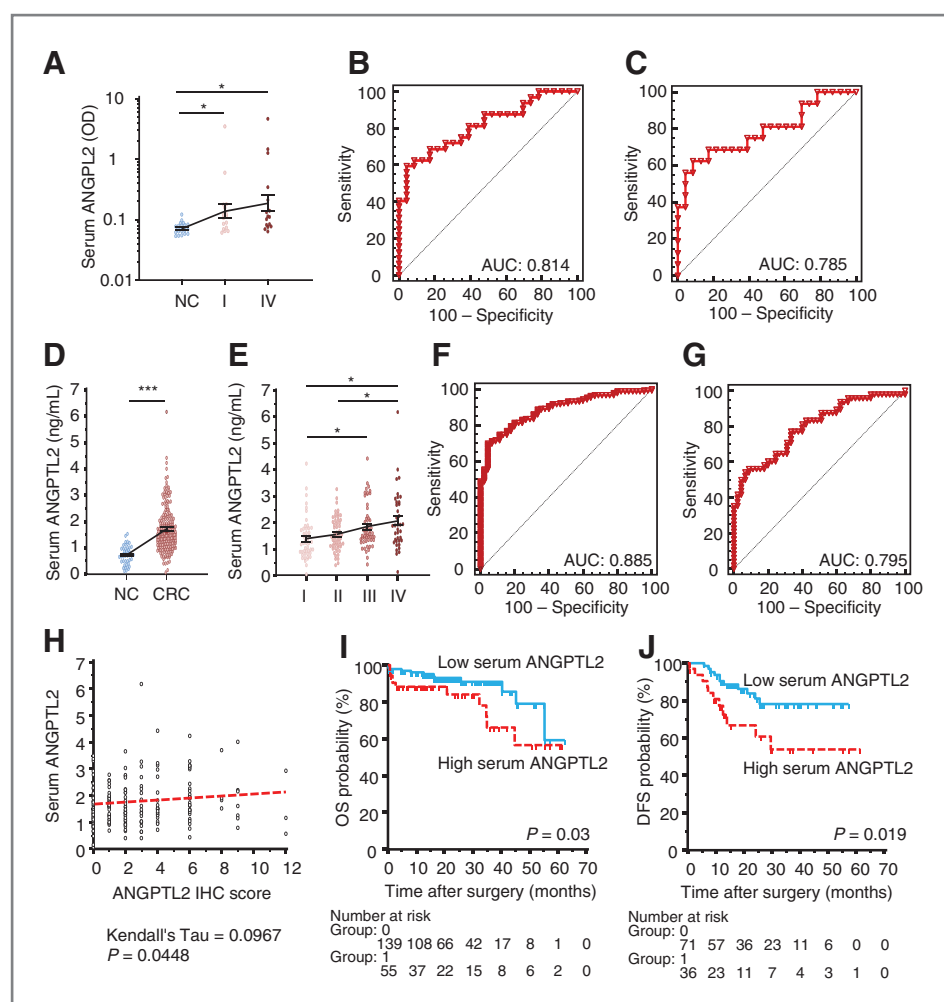 A
Serum ANGPL2 (OD)
10
1
0.1
0.01
*
*
NC I IV
B
Sensitivity
100
80
60
40
20
0
AUC: 0.814
0 20 40 60 80 100
100 – Specificity
C
Sensitivity
100
80
60
40
20
0
AUC: 0.785
0 20 40 60 80 100
100 – Specificity
D
Serum ANGPTL2 (ng/mL)
7
6
5
4
3
2
1
0
***
NC CRC
E
Serum ANGPTL2 (ng/mL)
7
6
5
4
3
2
1
0
*
*
*
I II III IV
F
Sensitivity
100
80
60
40
20
0
AUC: 0.885
0 20 40 60 80 100
100 – Specificity
G
Sensitivity
100
80
60
40
20
0
AUC: 0.795
0 20 40 60 80 100
100 – Specificity
H
Serum ANGPTL2
7
6
5
4
3
2
1
0
0 2 4 6 8 10 12
ANGPTL2 IHC score
Kendall's Tau = 0.0967
P = 0.0448
I
OS probability (%)
100
80
60
40
20
0
Low serum ANGPTL2
High serum ANGPTL2
P = 0.03
0 10 20 30 40 50 60 70
Time after surgery (months)
Number at risk
Group: 0
139 108 66 42 17 8 1 0
Group: 1
55 37 22 15 8 6 2 0
J
DFS probability (%)
100
80
60
40
20
0
Low serum ANGPTL2
High serum ANGPTL2
P = 0.019
0 10 20 30 40 50 60 70
Time after surgery (months)
Number at risk
Group: 0
71 57 36 23 11 6 0 0
Group: 1
36 23 11 7 4 3 1 0